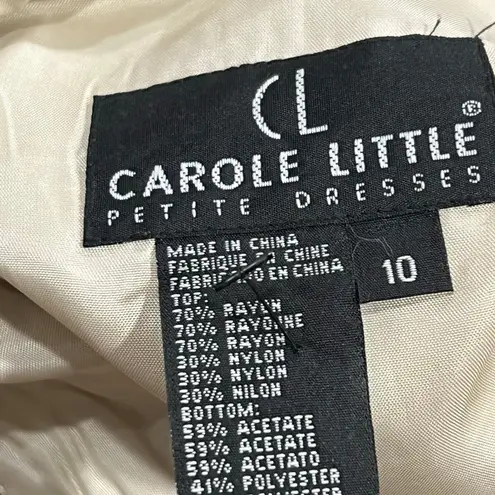 CL
CAROLE LITTLE®
PETITE DRESSES
10
MADE IN CHINA
FABRIQUE EN CHINE
FABRICADO EN CHINA
TOP:
70% RAYON
70% RAYONNE
70% RAYON
30% NYLON
30% NYLON
30% NILON
BOTTOM:
59% ACETATE
59% ACETATE
59% ACETATO
41% POLYESTER
POLYESTER